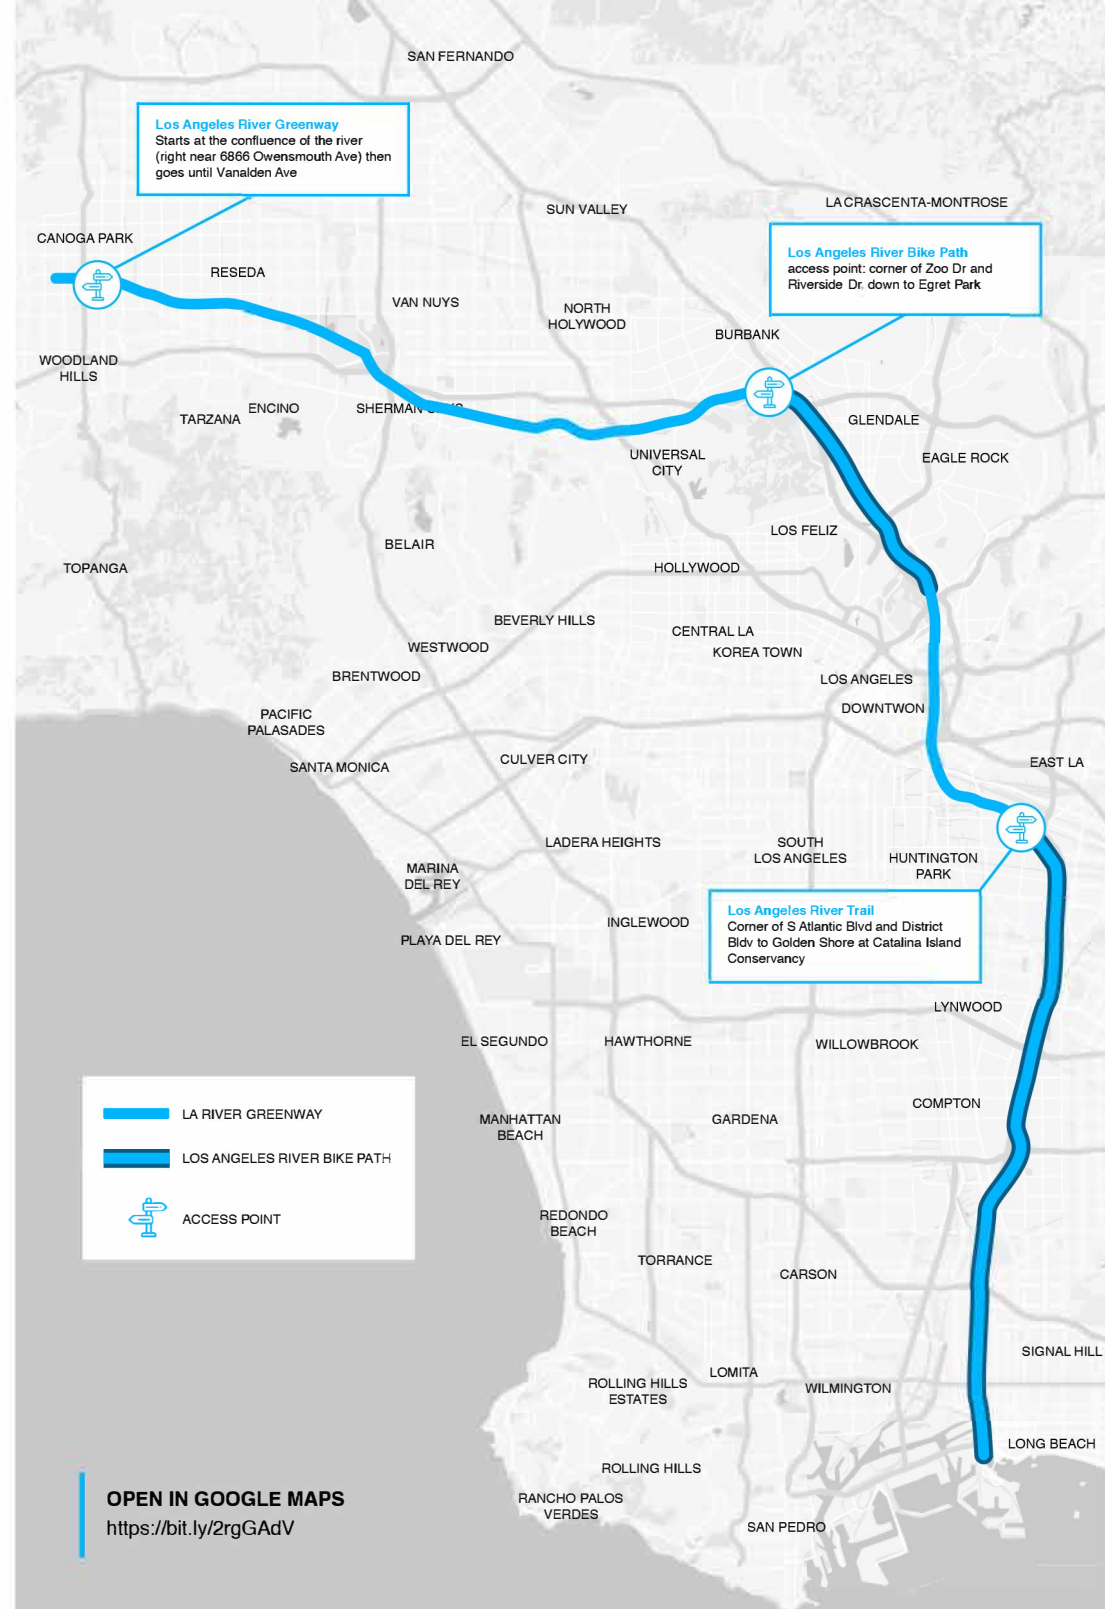 SAN FERNANDO
Los Angeles River Greenway
Starts at the confluence of the river
(right near 6866 Owensmouth Ave) then
goes until Vanalden Ave
SUN VALLEY
LA CRASCENTA-MONTROSE
CANOGA PARK
Los Angeles River Bike Path
access point: corner of Zoo Dr and
Riverside Dr. down to Egret Park
RESEDA
VAN NUYS
NORTH
HOLYWOOD
BURBANK
WOODLAND
HILLS
TARZANA
ENCINO
SHERMAN
GLENDALE
UNIVERSAL
CITY
EAGLE ROCK
LOS FELIZ
BELAIR
TOPANGA
HOLLYWOOD
BEVERLY HILLS
CENTRAL LA
WESTWOOD
KOREA TOWN
BRENTWOOD
LOS ANGELES
DOWNTWON
PACIFIC
PALASADES
SANTA MONICA
CULVER CITY
EAST LA
LADERA HEIGHTS
SOUTH
LOS ANGELES
HUNTINGTON
PARK
MARINA
DEL REY
Los Angeles River Trail
Corner of S Atlantic Blvd and District
Bldv to Golden Shore at Catalina Island
Conservancy
INGLEWOOD
PLAYA DEL REY
LYNWOOD
EL SEGUNDO
HAWTHORNE
WILLOWBROOK
COMPTON
MANHATTAN
BEACH
GARDENA
LA RIVER GREENWAY
LOS ANGELES RIVER BIKE PATH
ACCESS POINT
REDONDO
BEACH
TORRANCE
CARSON
SIGNAL HILL
LOMITA
ROLLING HILLS
ESTATES
WILMINGTON
LONG BEACH
ROLLING HILLS
RANCHO PALOS
VERDES
SAN PEDRO
OPEN IN GOOGLE MAPS
https://bit.ly/2rgGAdV